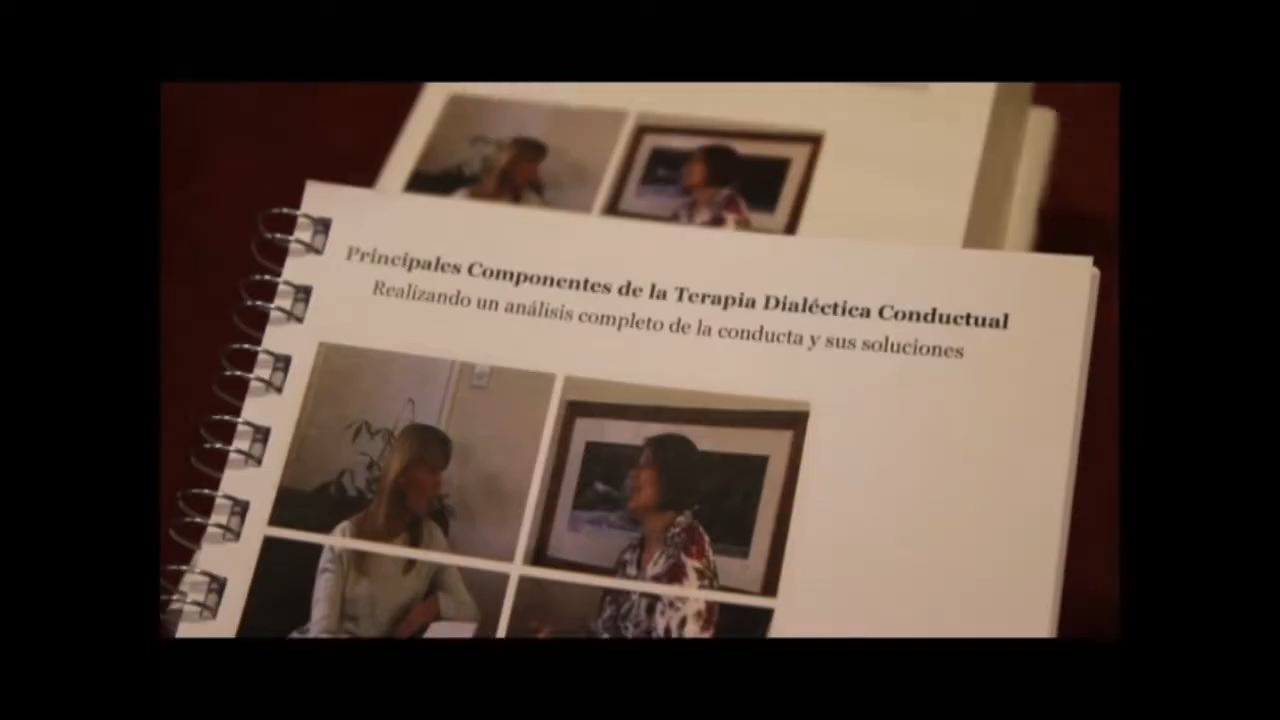 Principales Componentes de la Terapia Dialéctica Conductual
Realizando un análisis completo de la conducta y sus soluciones